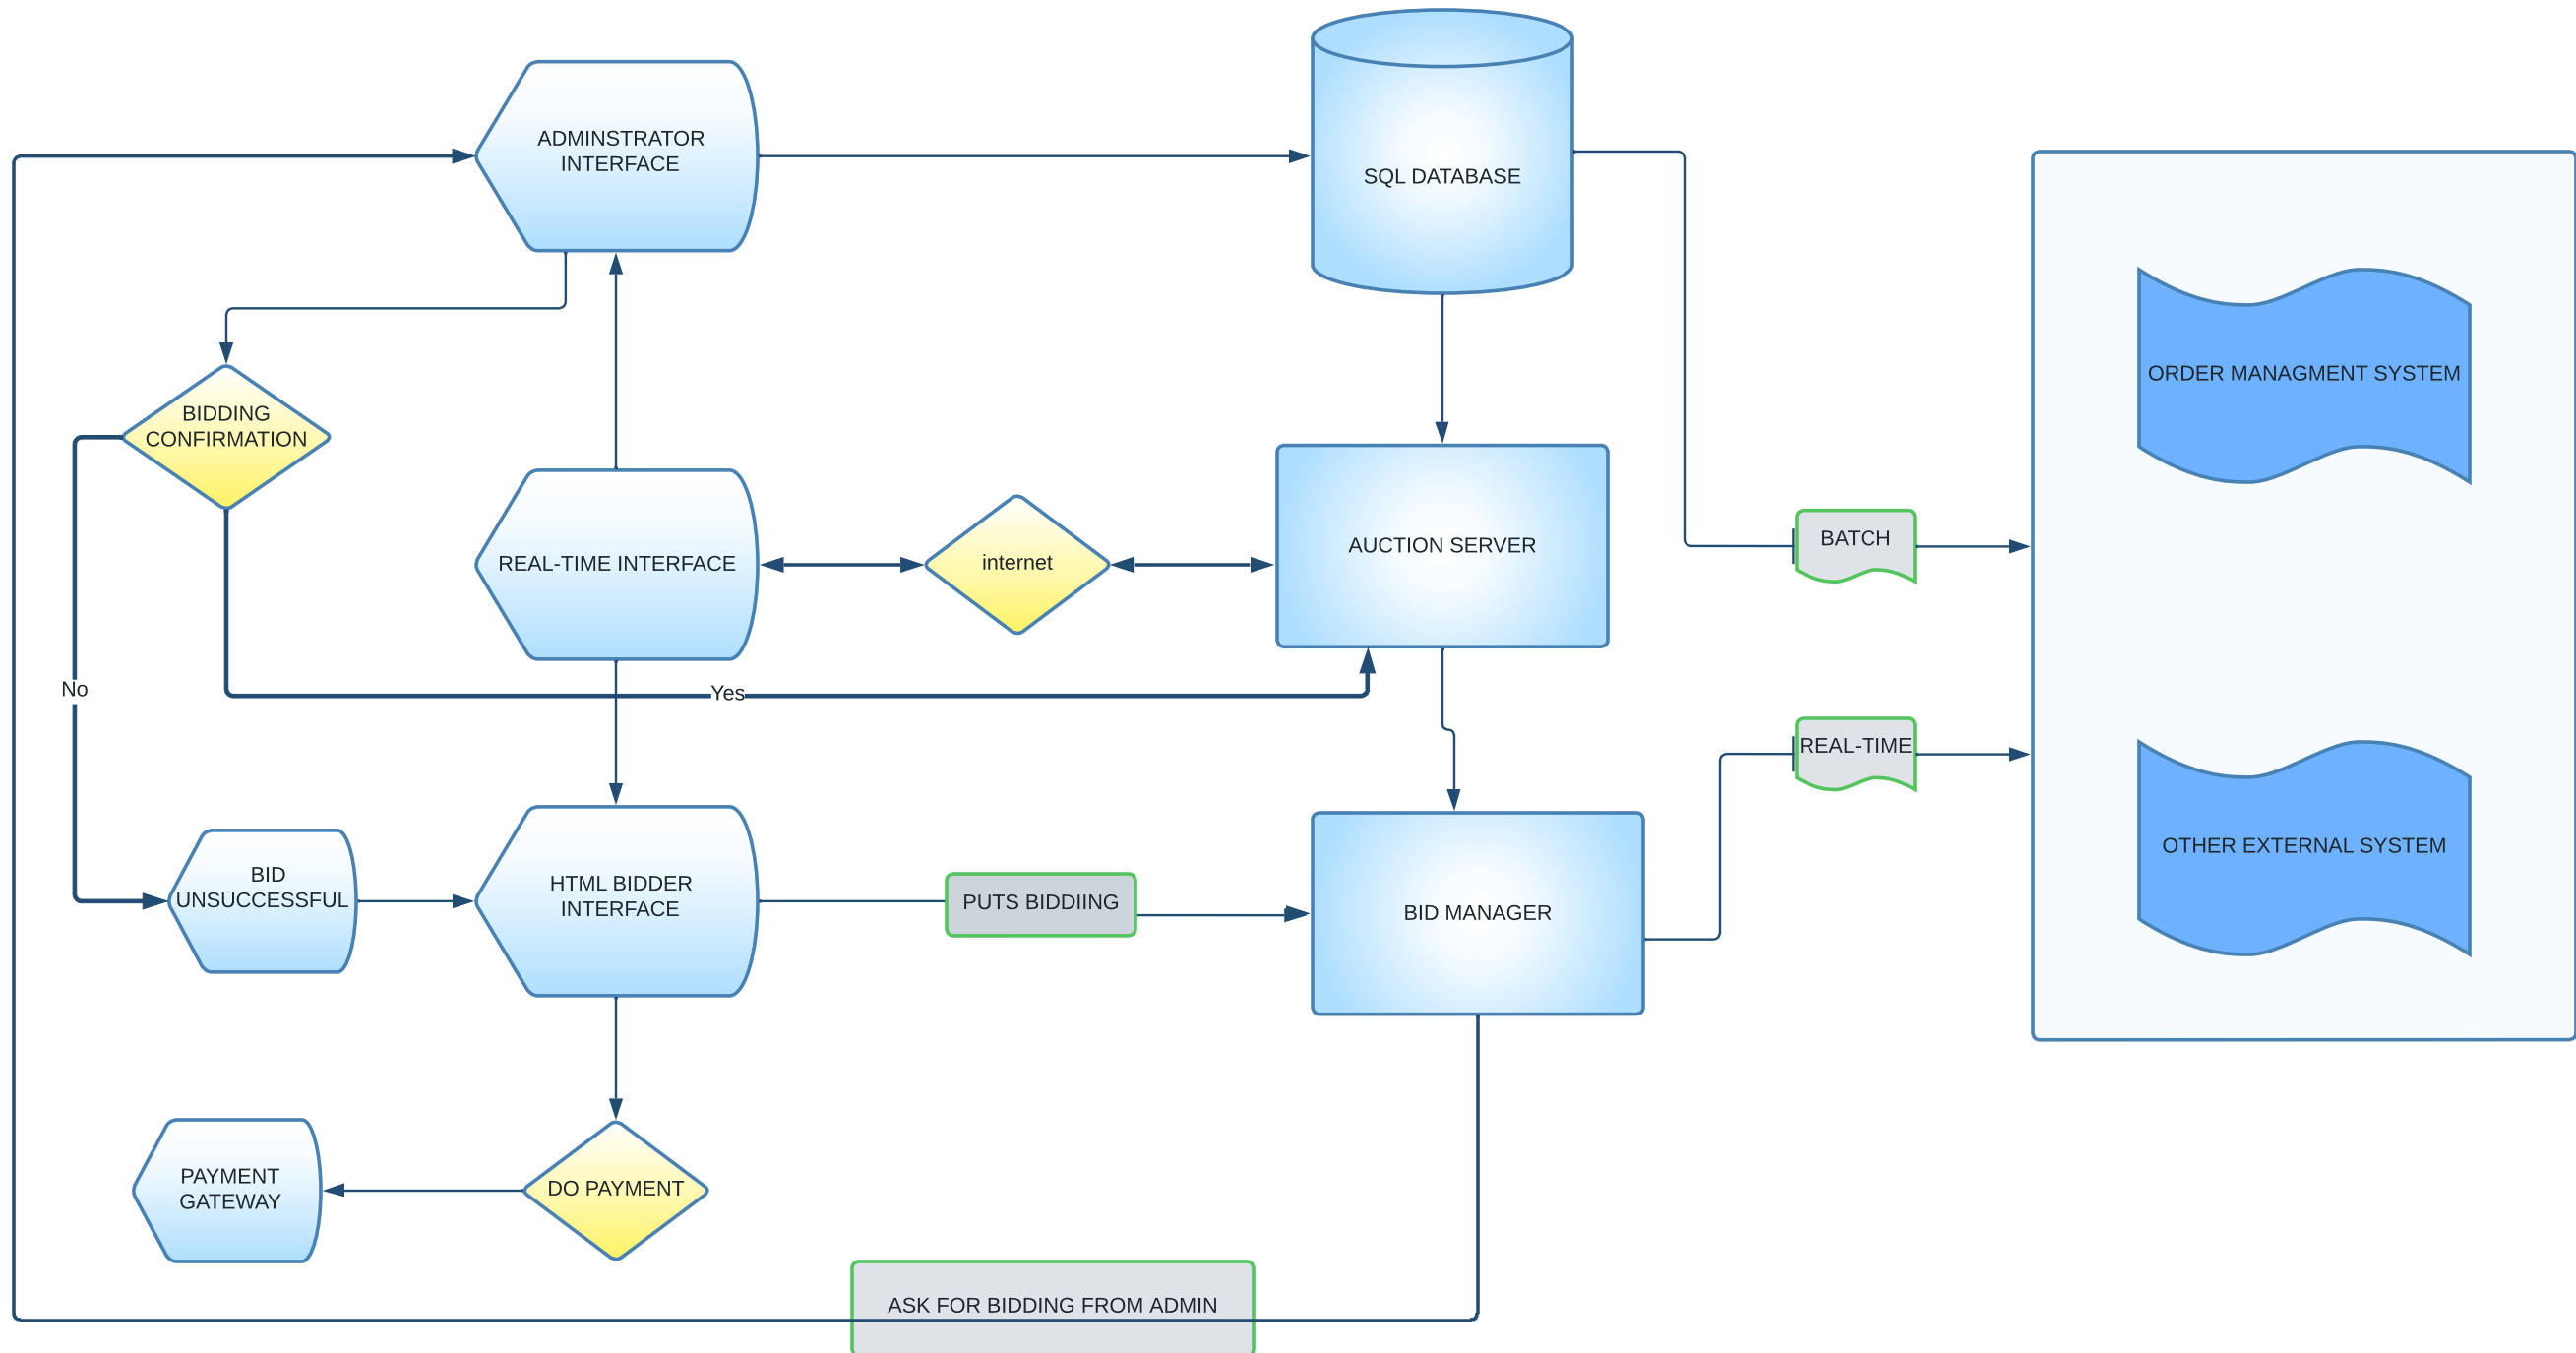 ADMINSTRATOR
INTERFACE
SQL DATABASE
ORDER MANAGMENT SYSTEM
BIDDING
CONFIRMATION
REAL-TIME INTERFACE
internet
AUCTION SERVER
BATCH
No
Yes
REAL-TIME
OTHER EXTERNAL SYSTEM
BID
UNSUCCESSFUL
HTML BIDDER
INTERFACE
PUTS BIDDIING
BID MANAGER
PAYMENT
GATEWAY
DO PAYMENT
ASK FOR BIDDING FROM ADMIN